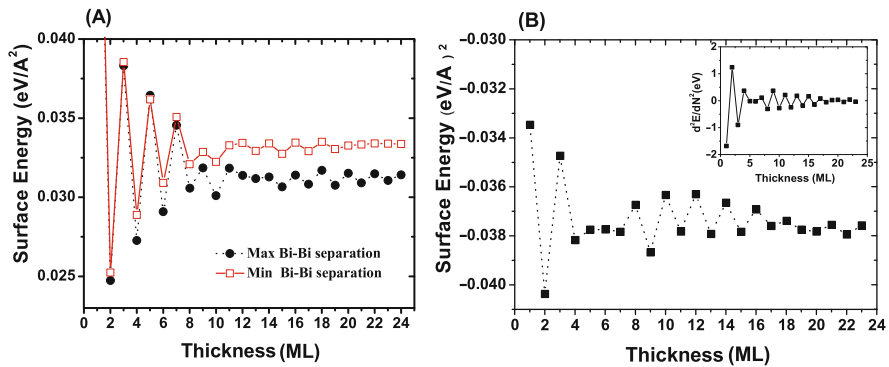 (A)
0.040
0.035
0.030
0.025
Surface Energy (eV/A²)
Max Bi-Bi separation
Min Bi-Bi separation
0 2 4 6 8 10 12 14 16 18 20 22 24
Thickness (ML)
(B)
-0.030
-0.032
-0.034
-0.036
-0.038
-0.040
Surface Energy (eV/A )²
0 2 4 6 8 10 12 14 16 18 20 22 24
Thickness (ML)
2
1
0
-1
-2
d²E/dN²(eV)
0 5 10 15 20 25
Thickness (ML)